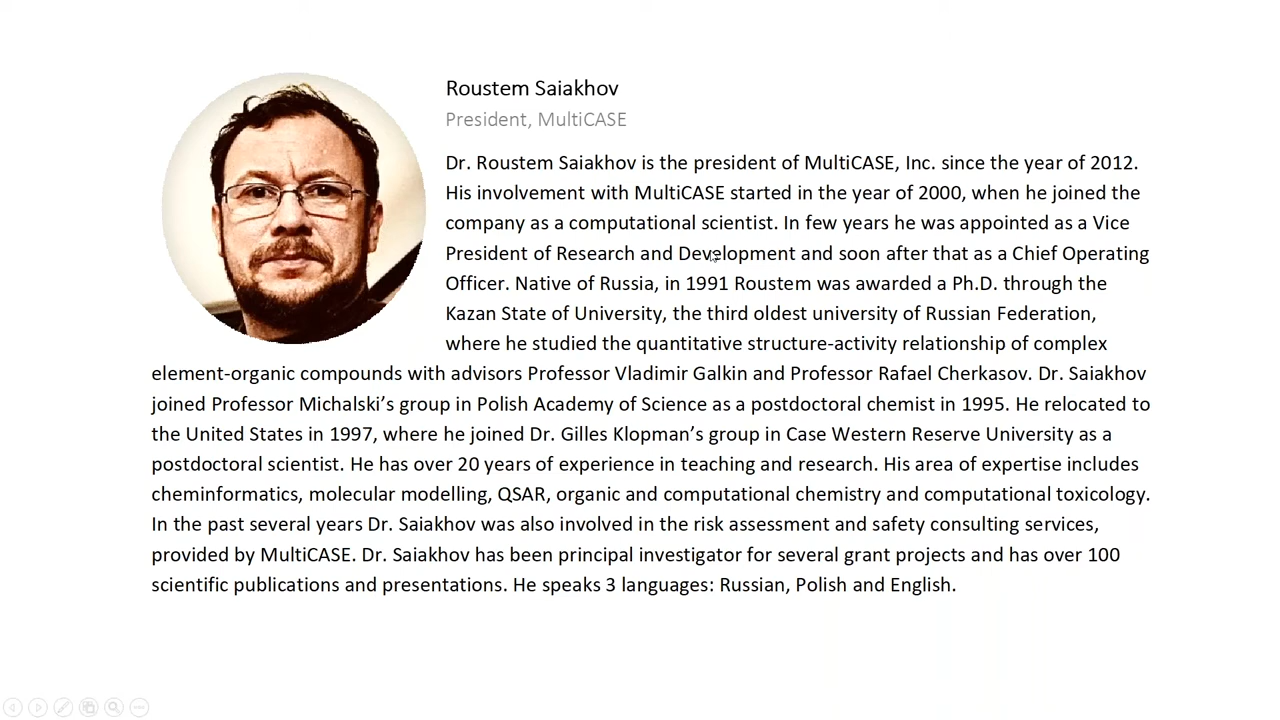 Roustem Saiakhov
President, MultiCASE
Dr. Roustem Saiakhov is the president of MultiCASE, Inc. since the year of 2012.
His involvement with MultiCASE started in the year of 2000, when he joined the
company as a computational scientist. In few years he was appointed as a Vice
President of Research and Development and soon after that as a Chief Operating
Officer. Native of Russia, in 1991 Roustem was awarded a Ph.D. through the
Kazan State of University, the third oldest university of Russian Federation,
where he studied the quantitative structure-activity relationship of complex
element-organic compounds with advisors Professor Vladimir Galkin and Professor Rafael Cherkasov. Dr. Saiakhov
joined Professor Michalski’s group in Polish Academy of Science as a postdoctoral chemist in 1995. He relocated to
the United States in 1997, where he joined Dr. Gilles Klopman’s group in Case Western Reserve University as a
postdoctoral scientist. He has over 20 years of experience in teaching and research. His area of expertise includes
cheminformatics, molecular modelling, QSAR, organic and computational chemistry and computational toxicology.
In the past several years Dr. Saiakhov was also involved in the risk assessment and safety consulting services,
provided by MultiCASE. Dr. Saiakhov has been principal investigator for several grant projects and has over 100
scientific publications and presentations. He speaks 3 languages: Russian, Polish and English.